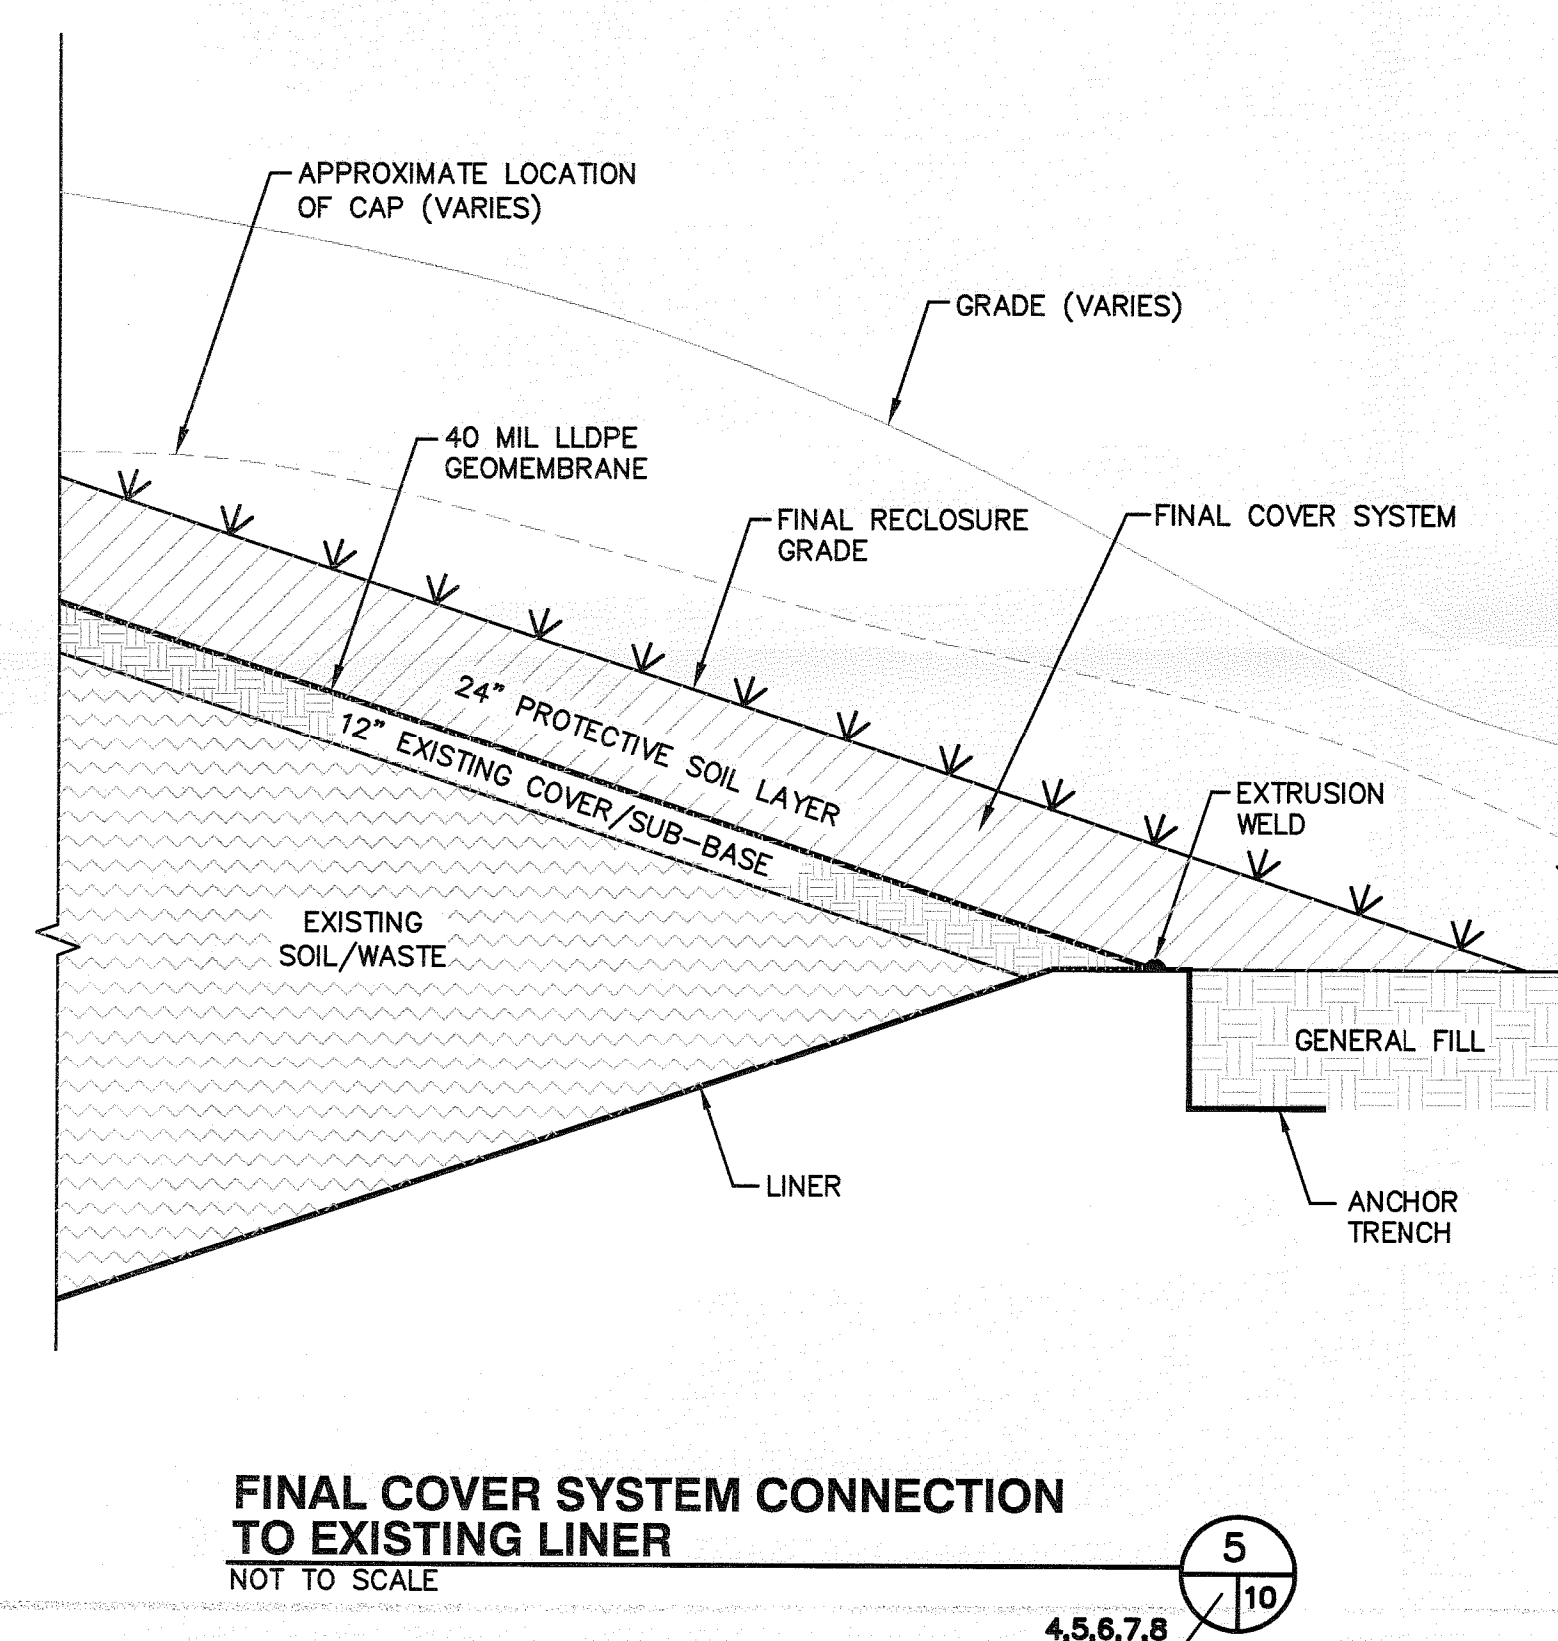 APPROXIMATE LOCATION
OF CAP (VARIES)
GRADE (VARIES)
40 MIL LLDPE
GEOMEMBRANE
FINAL RECLOSURE
GRADE
FINAL COVER SYSTEM
24" PROTECTIVE SOIL LAYER
12" EXISTING COVER/SUB-BASE
EXTRUSION
WELD
EXISTING
SOIL/WASTE
GENERAL FILL
LINER
ANCHOR
TRENCH
FINAL COVER SYSTEM CONNECTION
TO EXISTING LINER
NOT TO SCALE
5
10
4,5,6,7,8